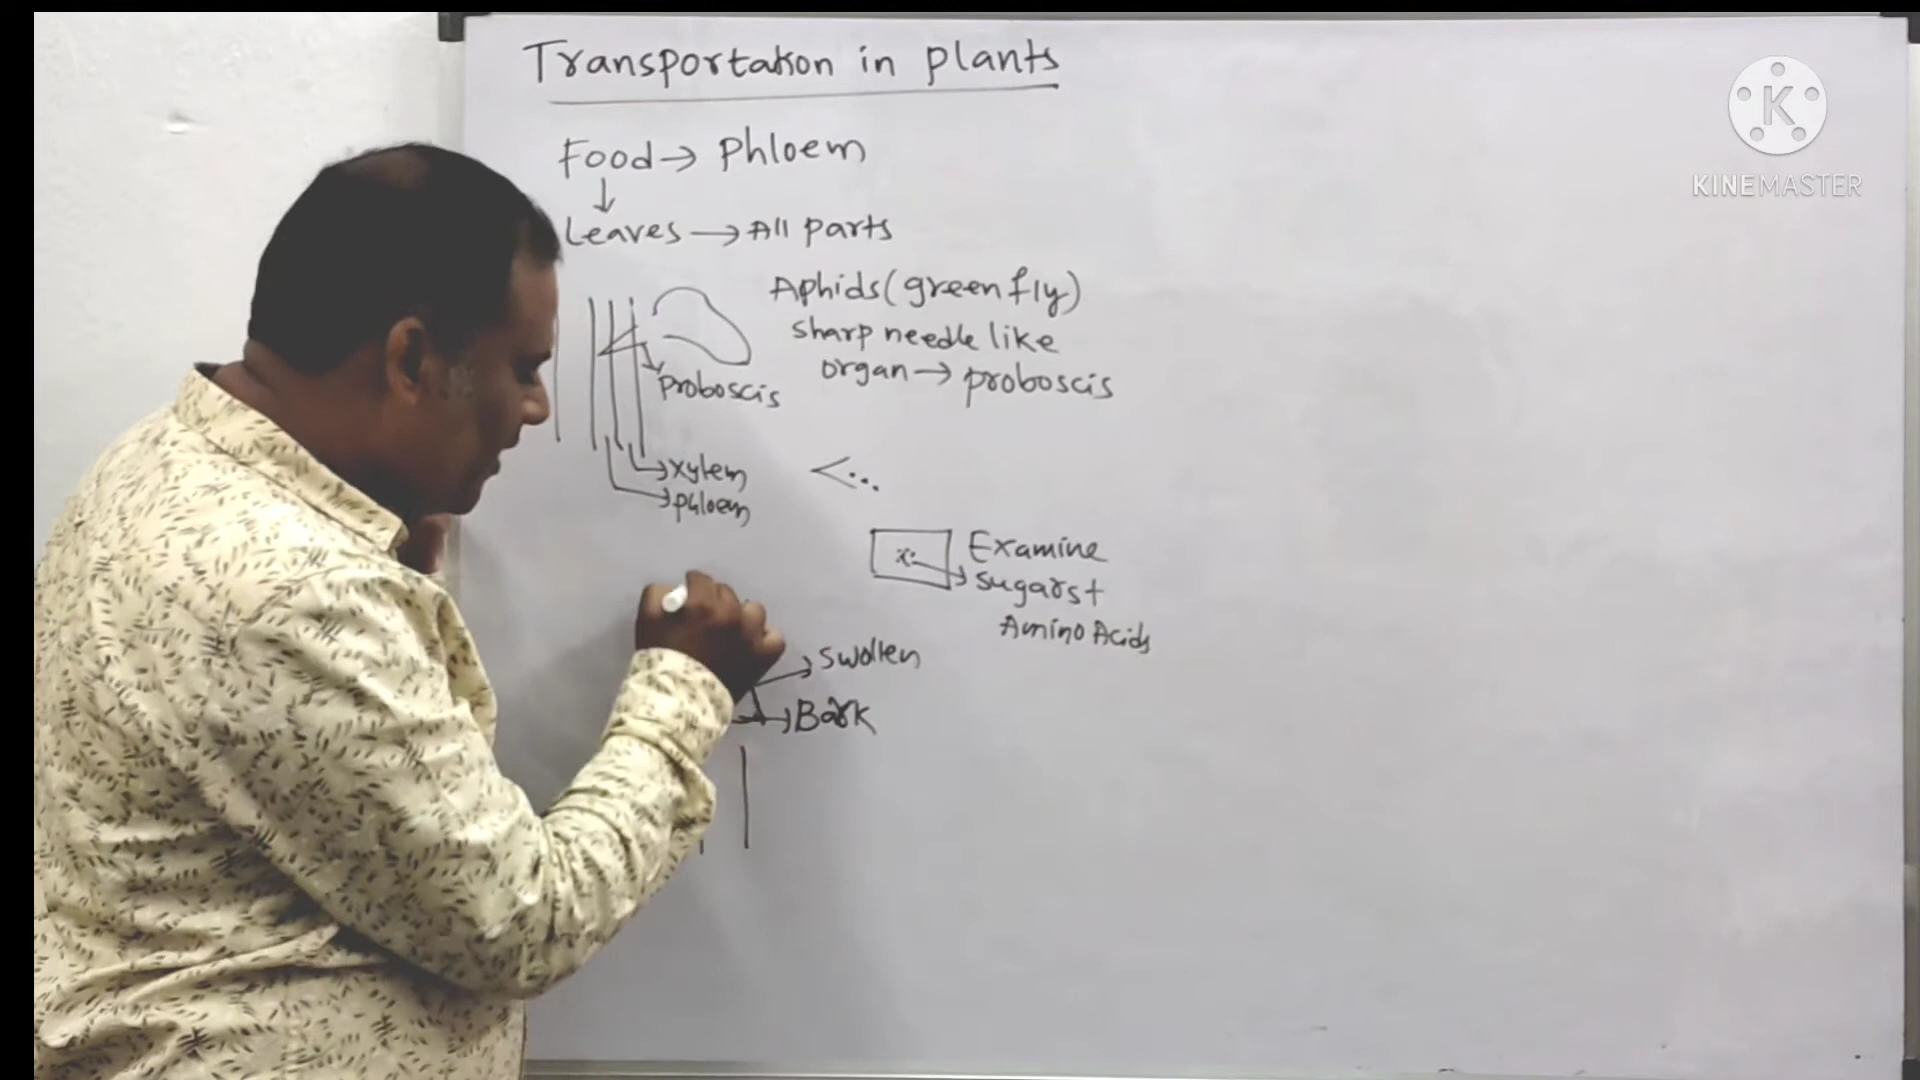 Transportation in plants
K
KINEMASTER
Food → Phloem
↓
Leaves → All parts
Aphids (green fly)
sharp needle like
organ → proboscis
Proboscis
→ xylem
→ phloem
<...
Examine
→ sugars +
Amino Acids
→ swollen
→ Bark